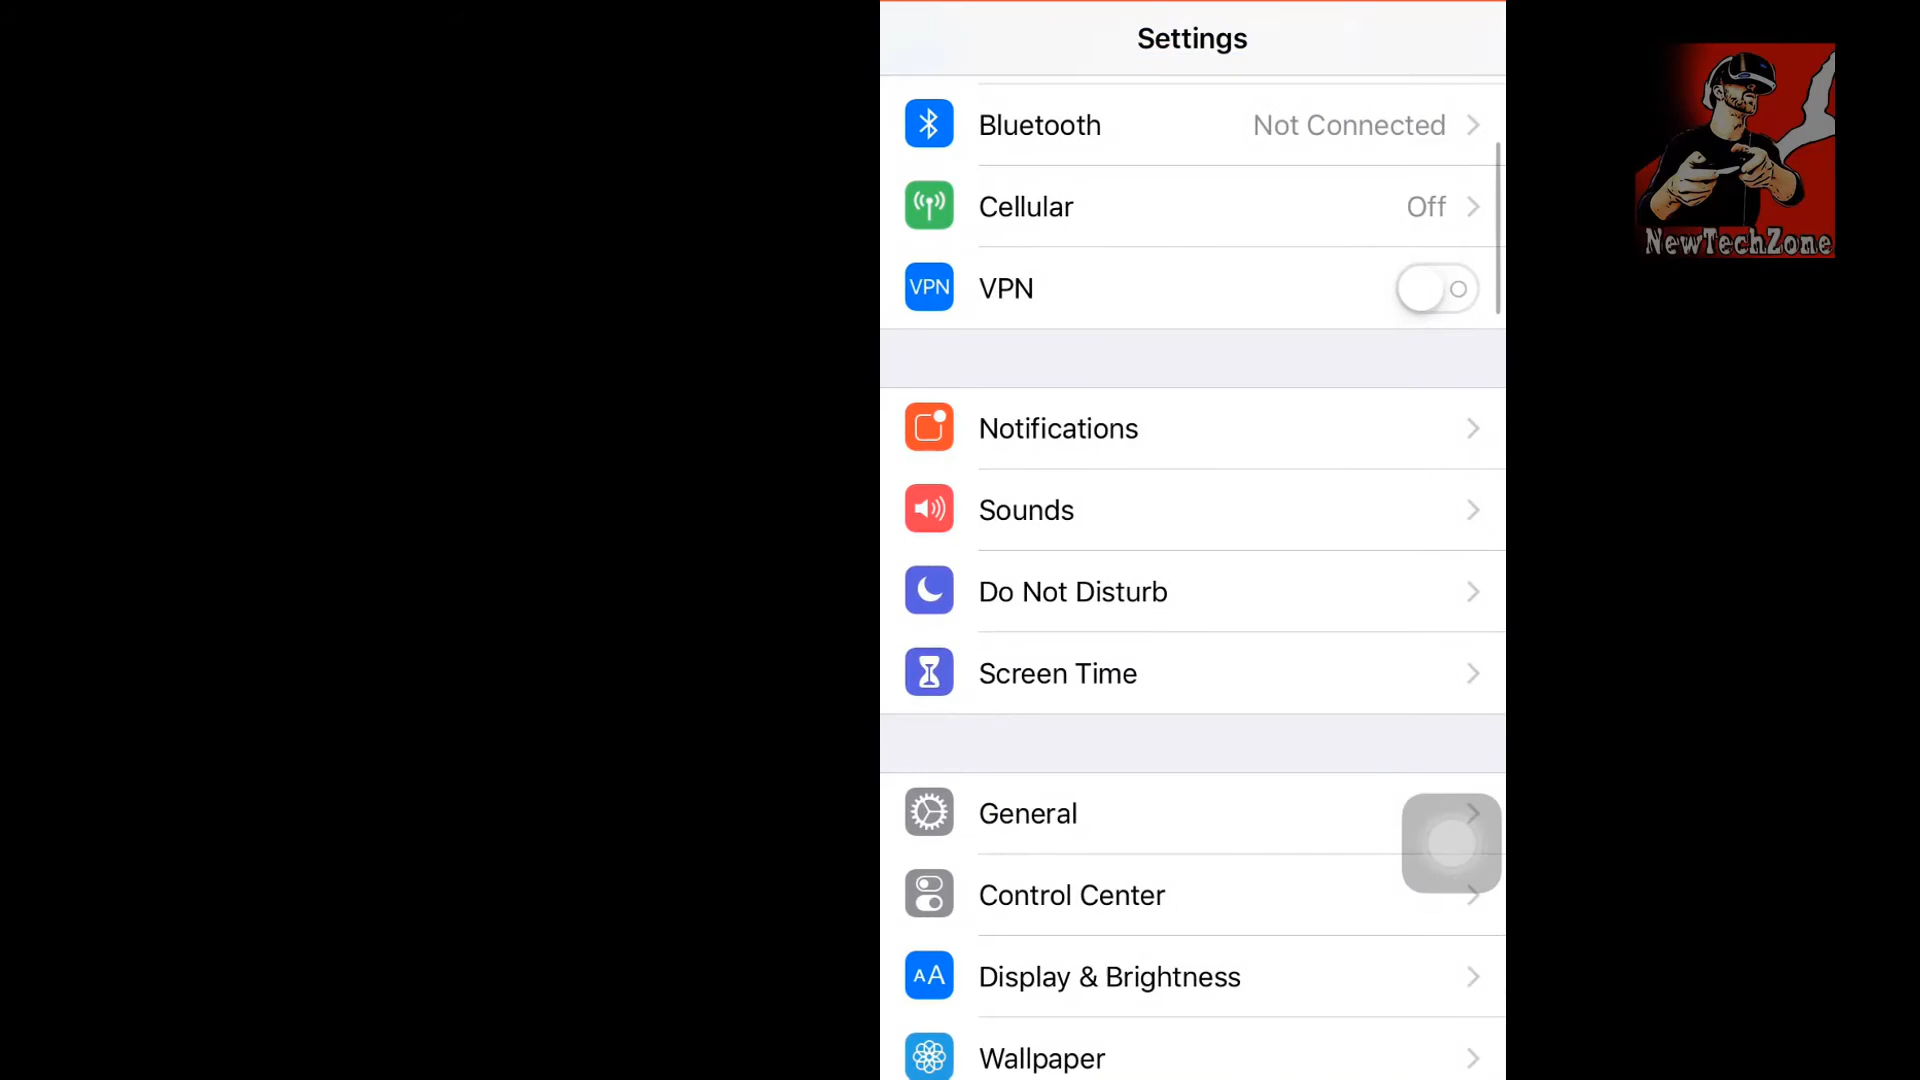 Settings
Bluetooth Not Connected
Cellular Off
VPN VPN
Notifications
Sounds
Do Not Disturb
Screen Time
General
Control Center
AA Display & Brightness
Wallpaper
NewTechZone